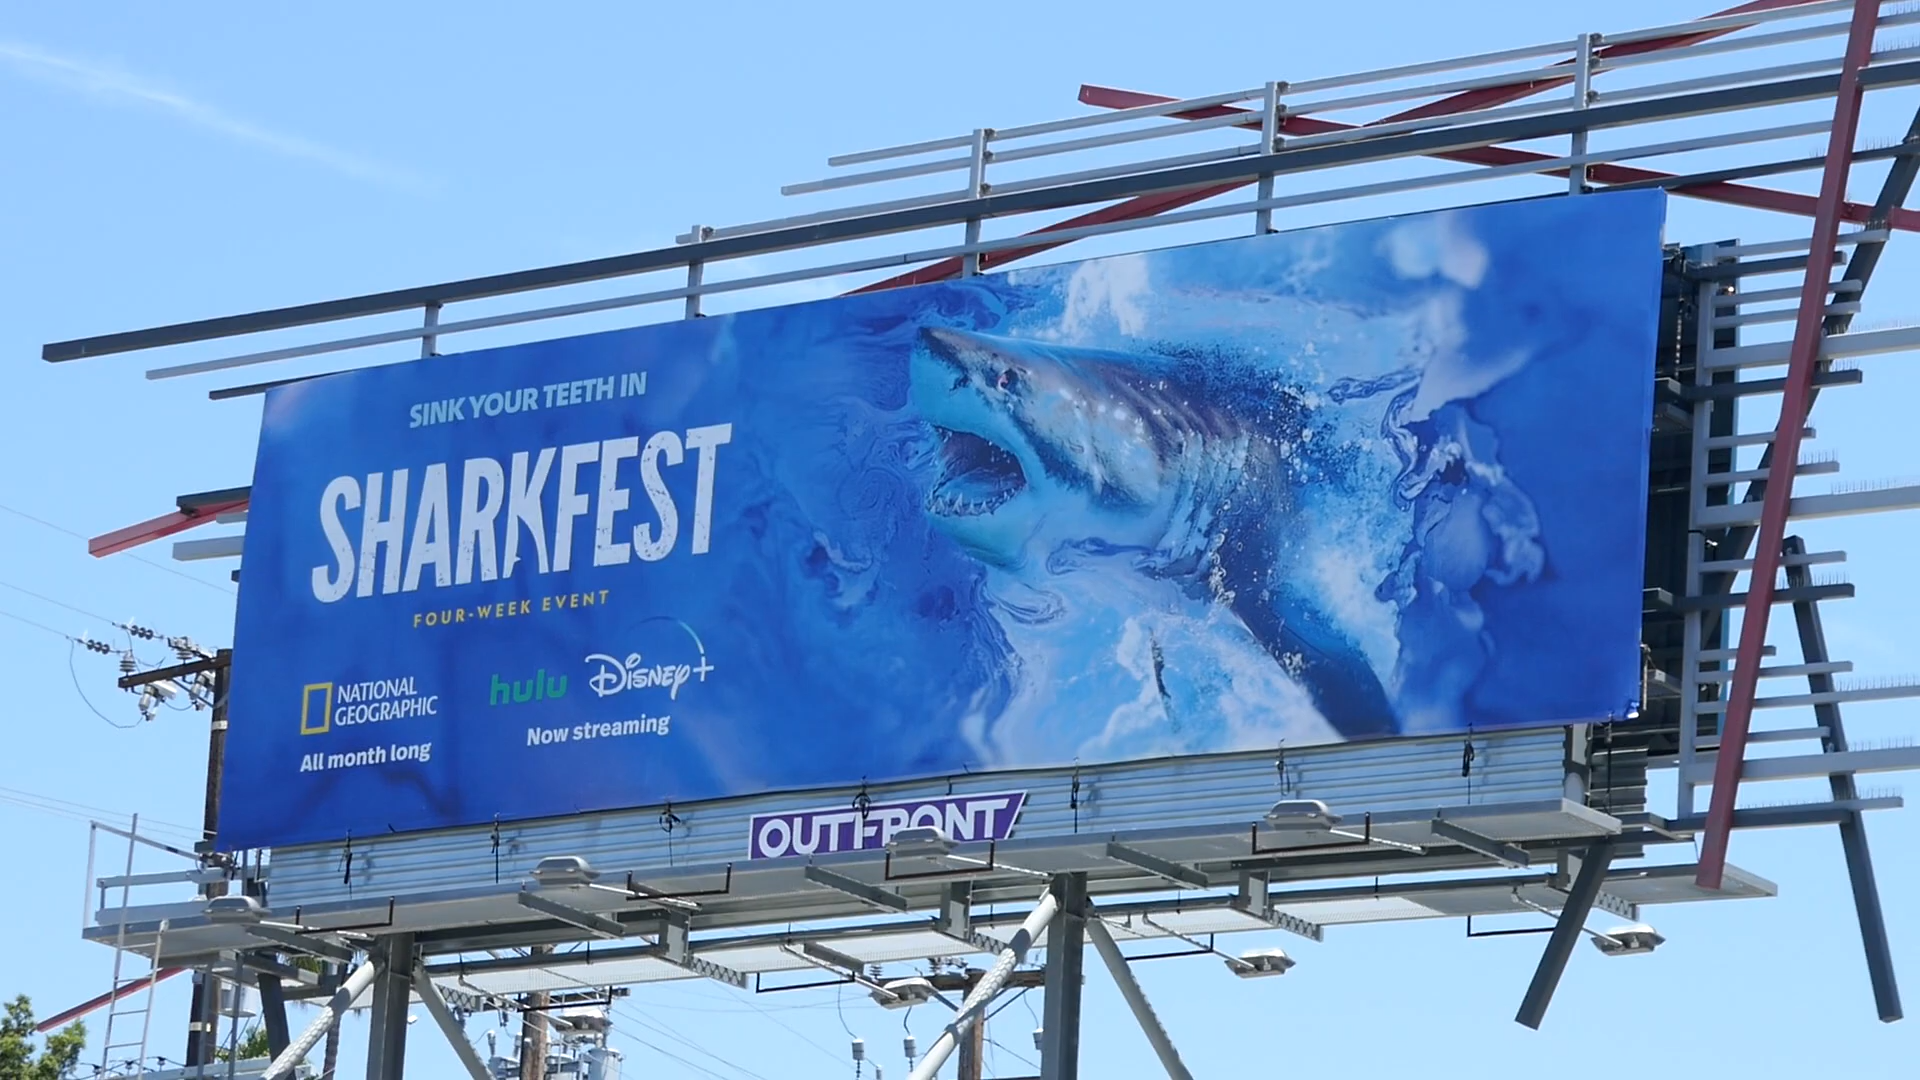 SINK YOUR TEETH IN
SHARKFEST
FOUR-WEEK EVENT
NATIONAL
GEOGRAPHIC
All month long
hulu Disney+
Now streaming
OUTFRONT